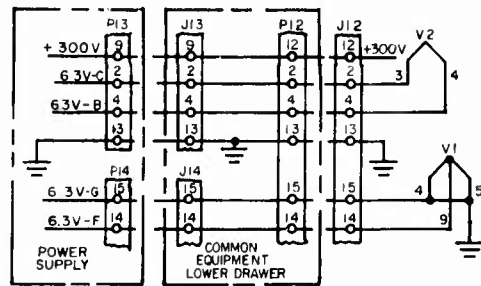 P13 J13 P12 J12 V2
+ 300V 9 9 12 12 +300V
6.3V-C 2 2 2 2 3 4
6.3V-B 4 4 4 4
13 13 13 13
P14 J14 V1
6.3V-G 15 15 15 15 4 5
6.3V-F 14 14 14 14 9
POWER
SUPPLY
COMMON
EQUIPMENT
LOWER DRAWER